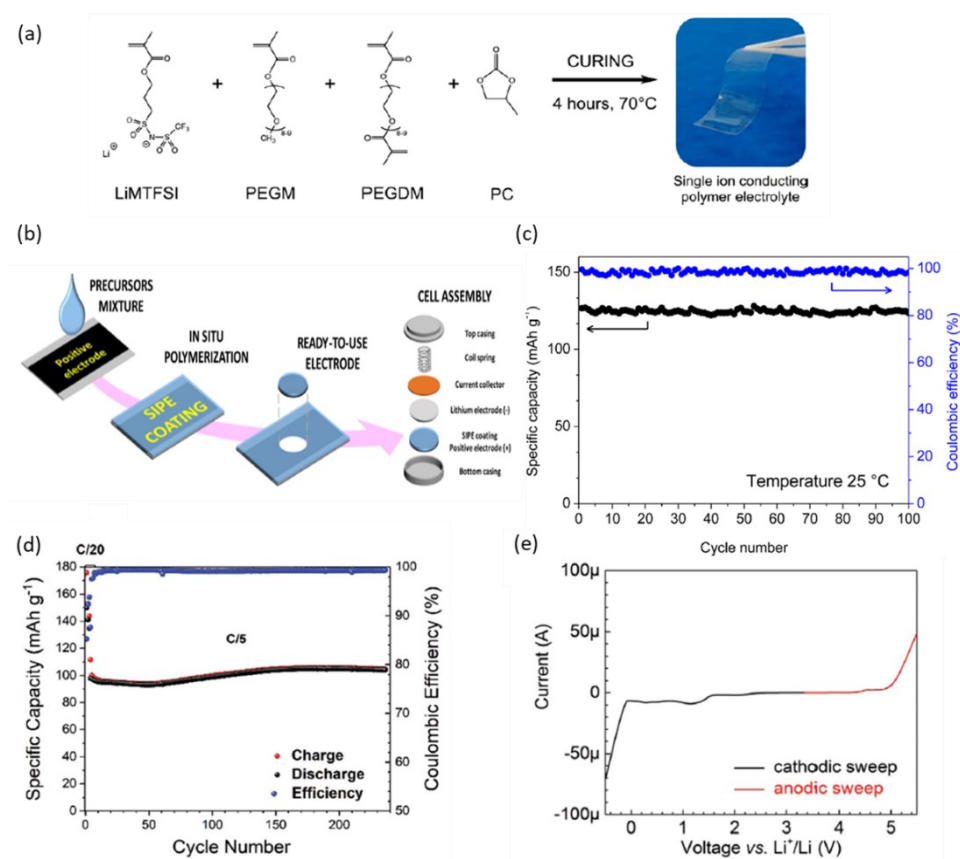 (a)
O
O
O O
S
N
S
O O
CF3
Li
⊕
⊖
LiMTFSI
+
O
O
O
CH3
8-9
PEGM
+
O
O
O
O
8-9
PEGDM
+
O
O O
PC
CURING
4 hours, 70°C
Single ion conducting
polymer electrolyte
(b)
PRECURSORS
MIXTURE
Positive
electrode
IN SITU
POLYMERIZATION
SIPE
COATING
READY-TO-USE
ELECTRODE
CELL ASSEMBLY
Top casing
Coil spring
Current collector
Lithium electrode (-)
SIPE coating
Positive electrode (+)
Bottom casing
(c)
Specific capacity (mAh g-1)
150
125
100
75
50
25
0
0 10 20 30 40 50 60 70 80 90 100
Cycle number
Temperature 25 °C
100
80
60
40
20
0
Coulombic efficiency (%)
(d)
C/20
Specific Capacity (mAh g-1)
180
160
140
120
100
80
60
40
20
0
0 50 100 150 200
Cycle Number
C/5
Charge
Discharge
Efficiency
100
90
80
70
60
50
Coulombic Efficiency (%)
(e)
Current (A)
100µ
50µ
0
-50µ
-100µ
0 1 2 3 4 5
Voltage vs. Li+/Li (V)
cathodic sweep
anodic sweep